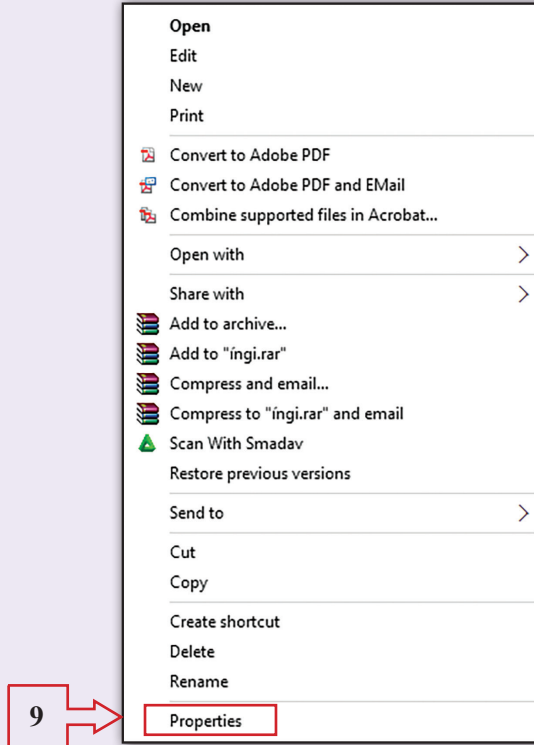 Open
Edit
New
Print
Convert to Adobe PDF
Convert to Adobe PDF and EMail
Combine supported files in Acrobat...
Open with
Share with
Add to archive...
Add to "íngi.rar"
Compress and email...
Compress to "íngi.rar" and email
Scan With Smadav
Restore previous versions
Send to
Cut
Copy
Create shortcut
Delete
Rename
9
Properties